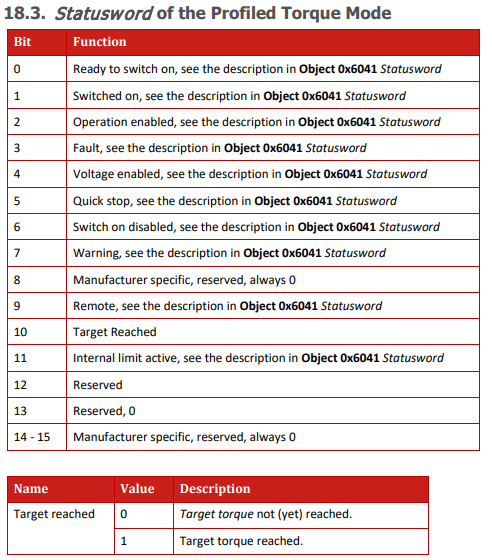 18.3. Statusword of the Profiled Torque Mode
Bit Function
0 Ready to switch on, see the description in Object 0x6041 Statusword
1 Switched on, see the description in Object 0x6041 Statusword
2 Operation enabled, see the description in Object 0x6041 Statusword
3 Fault, see the description in Object 0x6041 Statusword
4 Voltage enabled, see the description in Object 0x6041 Statusword
5 Quick stop, see the description in Object 0x6041 Statusword
6 Switch on disabled, see the description in Object 0x6041 Statusword
7 Warning, see the description in Object 0x6041 Statusword
8 Manufacturer specific, reserved, always 0
9 Remote, see the description in Object 0x6041 Statusword
10 Target Reached
11 Internal limit active, see the description in Object 0x6041 Statusword
12 Reserved
13 Reserved, 0
14 - 15 Manufacturer specific, reserved, always 0
Name Value Description
Target reached 0 Target torque not (yet) reached.
1 Target torque reached.